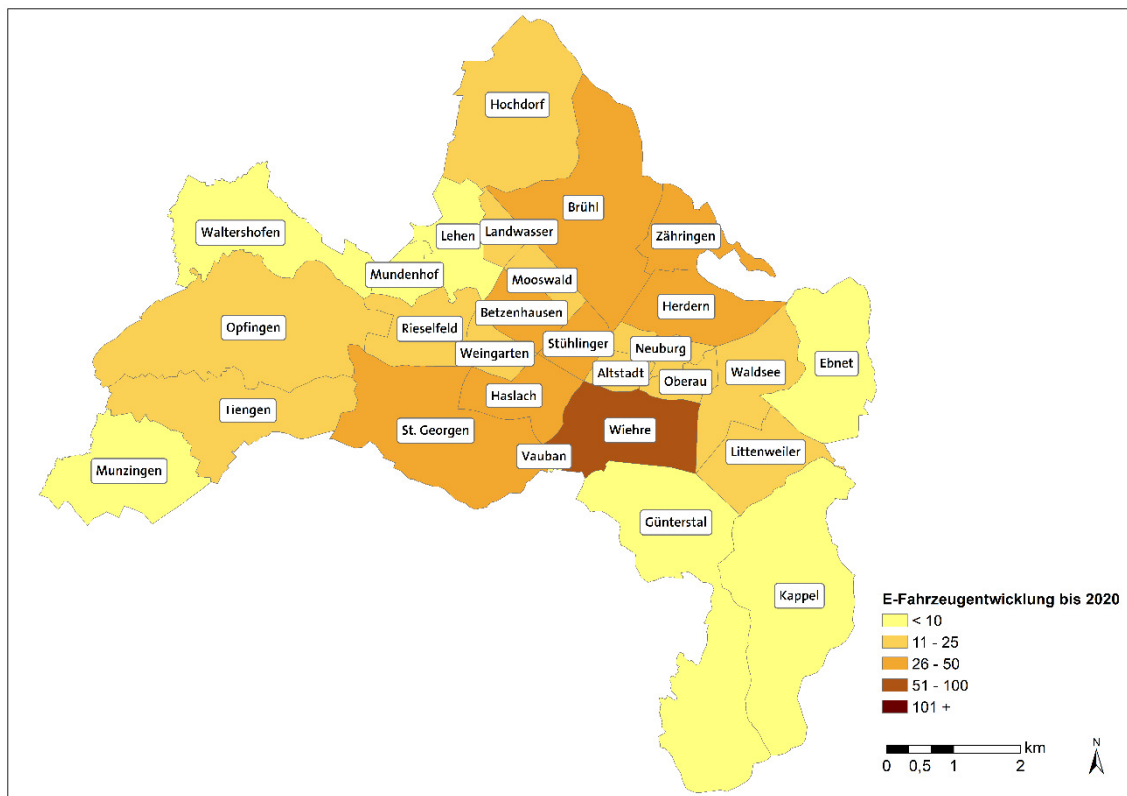 Hochdorf
Brühl
Waltershofen
Lehen
Landwasser
Zähringen
Mundenhof
Mooswald
Herdern
Opfingen
Rieselfeld
Betzenhausen
Stühlinger
Neuburg
Weingarten
Altstadt
Oberau
Waldsee
Ebnet
Tiengen
Haslach
St. Georgen
Wiehre
Vauban
Littenweiler
Munzingen
Günterstal
Kappel
E-Fahrzeugentwicklung bis 2020
< 10
11 - 25
26 - 50
51 - 100
101 +
km
0 0,5 1 2
N